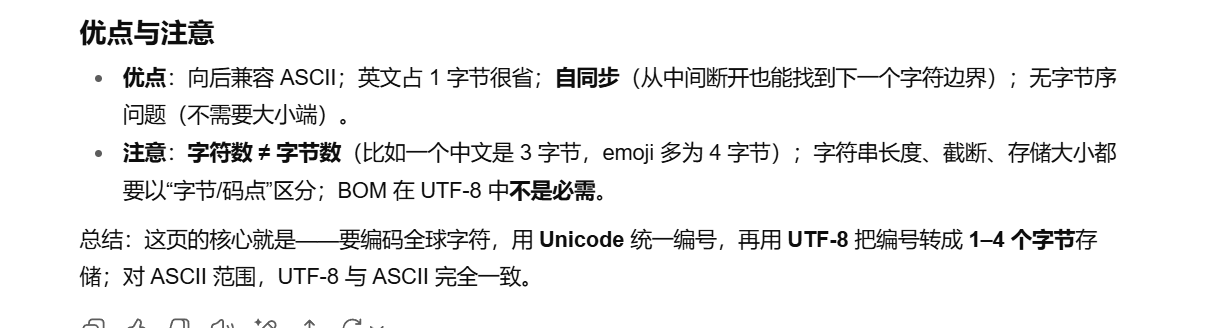 优点与注意
优点：向后兼容 ASCII；英文占 1 字节很省；自同步（从中间断开也能找到下一个字符边界）；无字节序
问题（不需要大小端）。
注意：字符数 ≠ 字节数（比如一个中文是 3 字节，emoji 多为 4 字节）；字符串长度、截断、存储大小都
要以“字节/码点”区分；BOM 在 UTF-8 中不是必需。
总结：这页的核心就是——要编码全球字符，用 Unicode 统一编号，再用 UTF-8 把编号转成 1–4 个字节存
储；对 ASCII 范围，UTF-8 与 ASCII 完全一致。